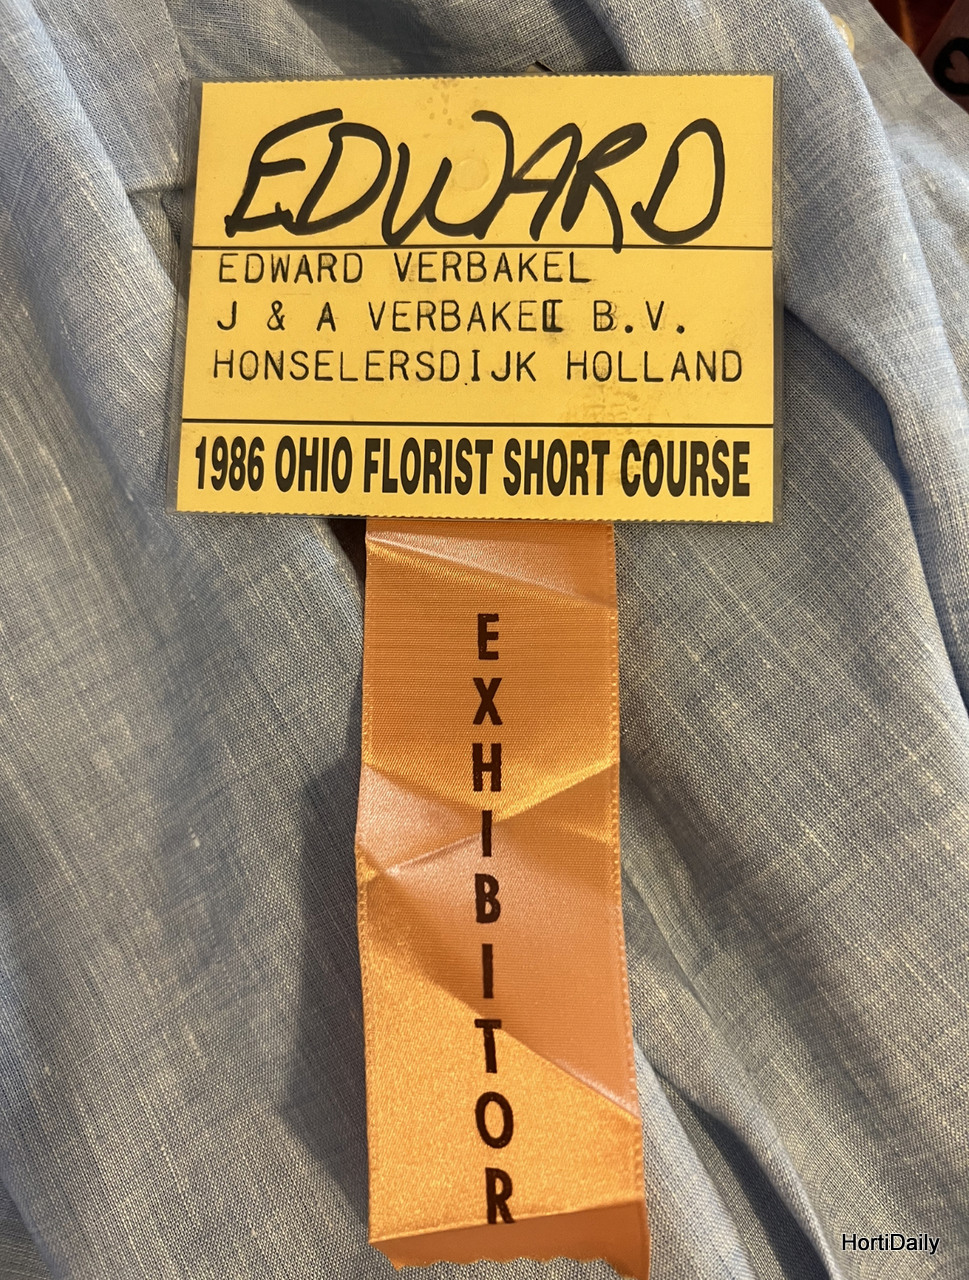 EDWARD
EDWARD VERBAKEL
J & A VERBAKEL B.V.
HONSELERSDIJK HOLLAND
1986 OHIO FLORIST SHORT COURSE
EXHIBITOR
HortiDaily